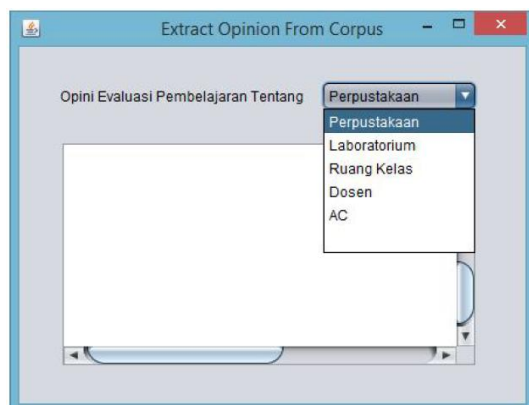 Extract Opinion From Corpus
Opini Evaluasi Pembelajaran Tentang Perpustakaan
Perpustakaan
Laboratorium
Ruang Kelas
Dosen
AC